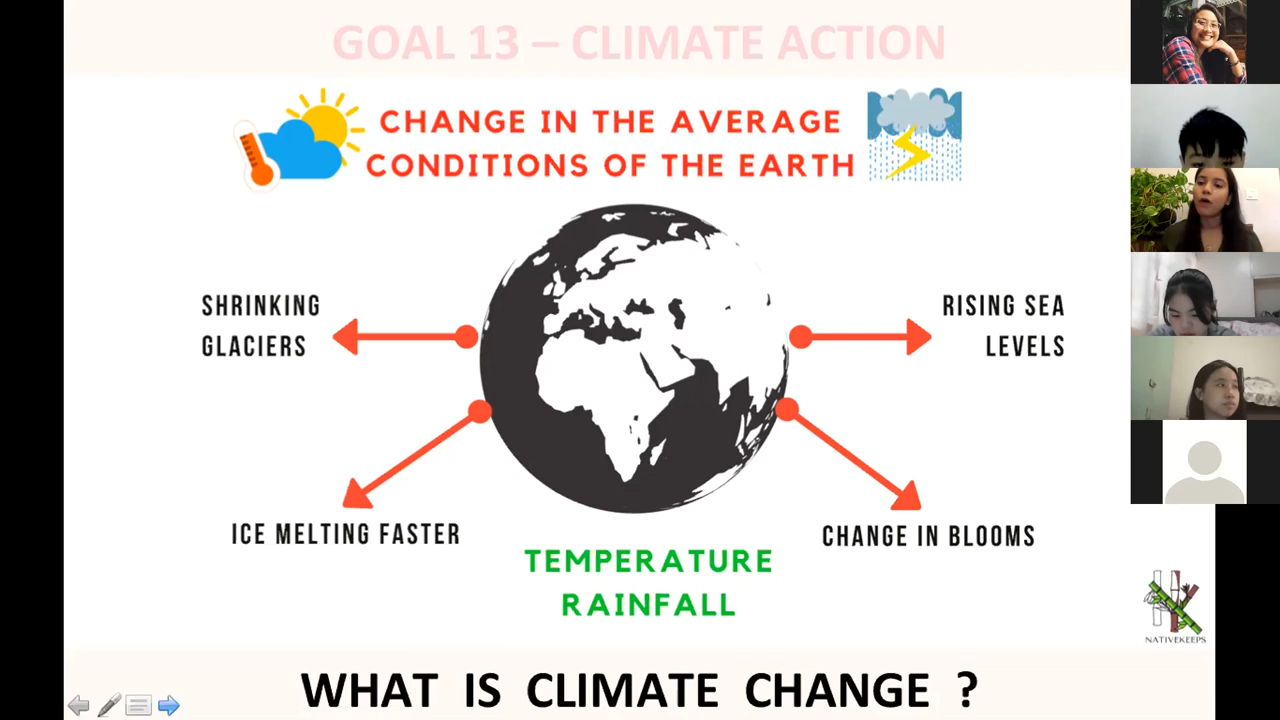 GOAL 13 – CLIMATE ACTION
CHANGE IN THE AVERAGE
CONDITIONS OF THE EARTH
SHRINKING
GLACIERS
RISING SEA
LEVELS
ICE MELTING FASTER
CHANGE IN BLOOMS
TEMPERATURE
RAINFALL
NATIVEKEEPS
WHAT IS CLIMATE CHANGE ?